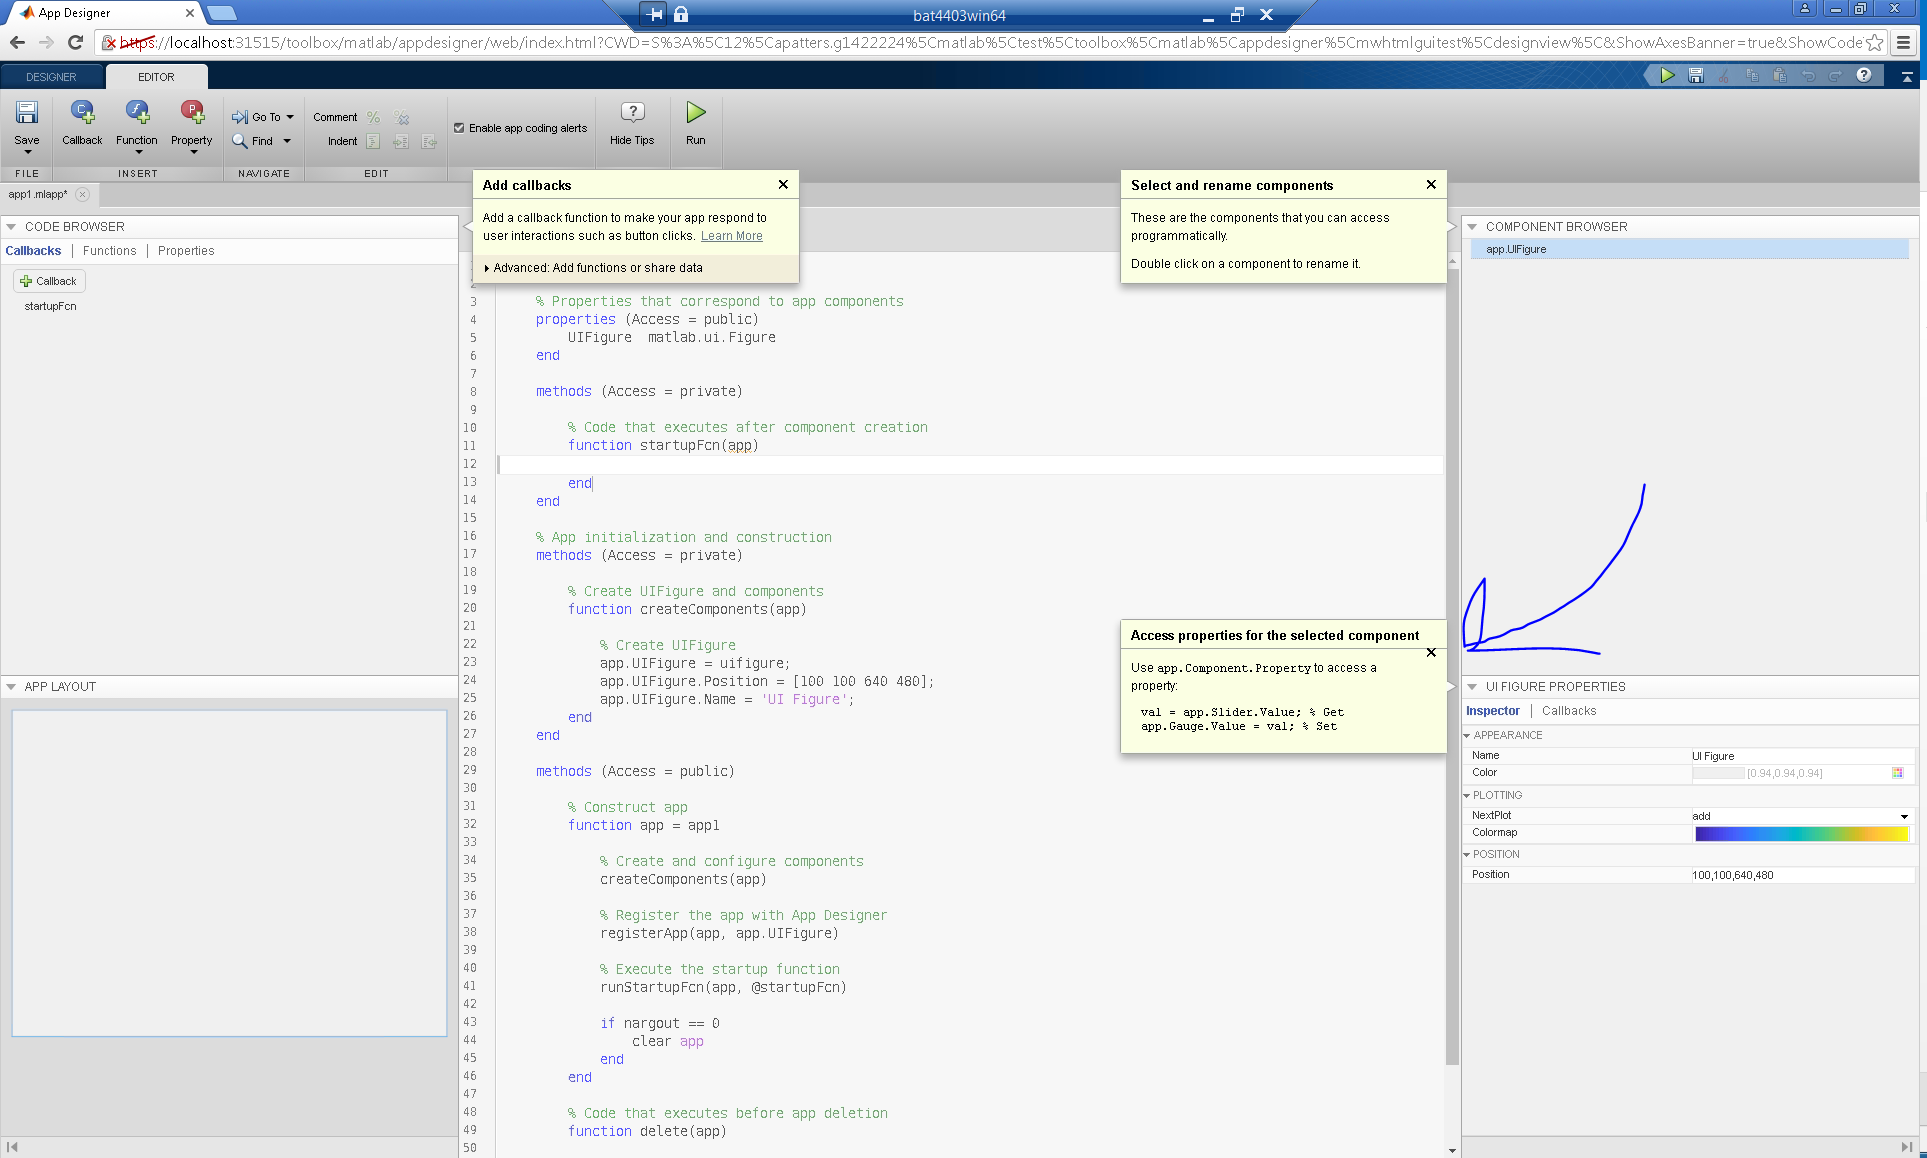 App Designer
bat4403win64
https://localhost:31515/toolbox/matlab/appdesigner/web/index.html?CWD=S%3A%5C12%5Capatters.g1422224%5Cmatlab%5Ctest%5Ctoolbox%5Cmatlab%5Cappdesigner%5Cmwhtmlguitest%5Cdesignview%5C&ShowAxesBanner=true&ShowCode
DESIGNER
EDITOR
Save
Callback
Function
Property
Go To
Find
Comment
Indent
Enable app coding alerts
Hide Tips
Run
FILE
INSERT
NAVIGATE
EDIT
app1.mlapp*
CODE BROWSER
Callbacks | Functions | Properties
Callback
startupFcn
APP LAYOUT
Add callbacks
Add a callback function to make your app respond to
user interactions such as button clicks. Learn More
Advanced: Add functions or share data
Select and rename components
These are the components that you can access
programmatically.
Double click on a component to rename it.
2
3 % Properties that correspond to app components
4 properties (Access = public)
5 UIFigure matlab.ui.Figure
6 end
7
8 methods (Access = private)
9
10 % Code that executes after component creation
11 function startupFcn(app)
12
13 end
14 end
15
16 % App initialization and construction
17 methods (Access = private)
18
19 % Create UIFigure and components
20 function createComponents(app)
21
22 % Create UIFigure
23 app.UIFigure = uifigure;
24 app.UIFigure.Position = [100 100 640 480];
25 app.UIFigure.Name = 'UI Figure';
26 end
27 end
28
29 methods (Access = public)
30
31 % Construct app
32 function app = app1
33
34 % Create and configure components
35 createComponents(app)
36
37 % Register the app with App Designer
38 registerApp(app, app.UIFigure)
39
40 % Execute the startup function
41 runStartupFcn(app, @startupFcn)
42
43 if nargout == 0
44 clear app
45 end
46 end
47
48 % Code that executes before app deletion
49 function delete(app)
50
Access properties for the selected component
Use app.Component.Property to access a
property:
val = app.Slider.Value; % Get
app.Gauge.Value = val; % Set
COMPONENT BROWSER
app.UIFigure
UI FIGURE PROPERTIES
Inspector | Callbacks
APPEARANCE
Name UI Figure
Color [0.94,0.94,0.94]
PLOTTING
NextPlot add
Colormap
POSITION
Position 100,100,640,480